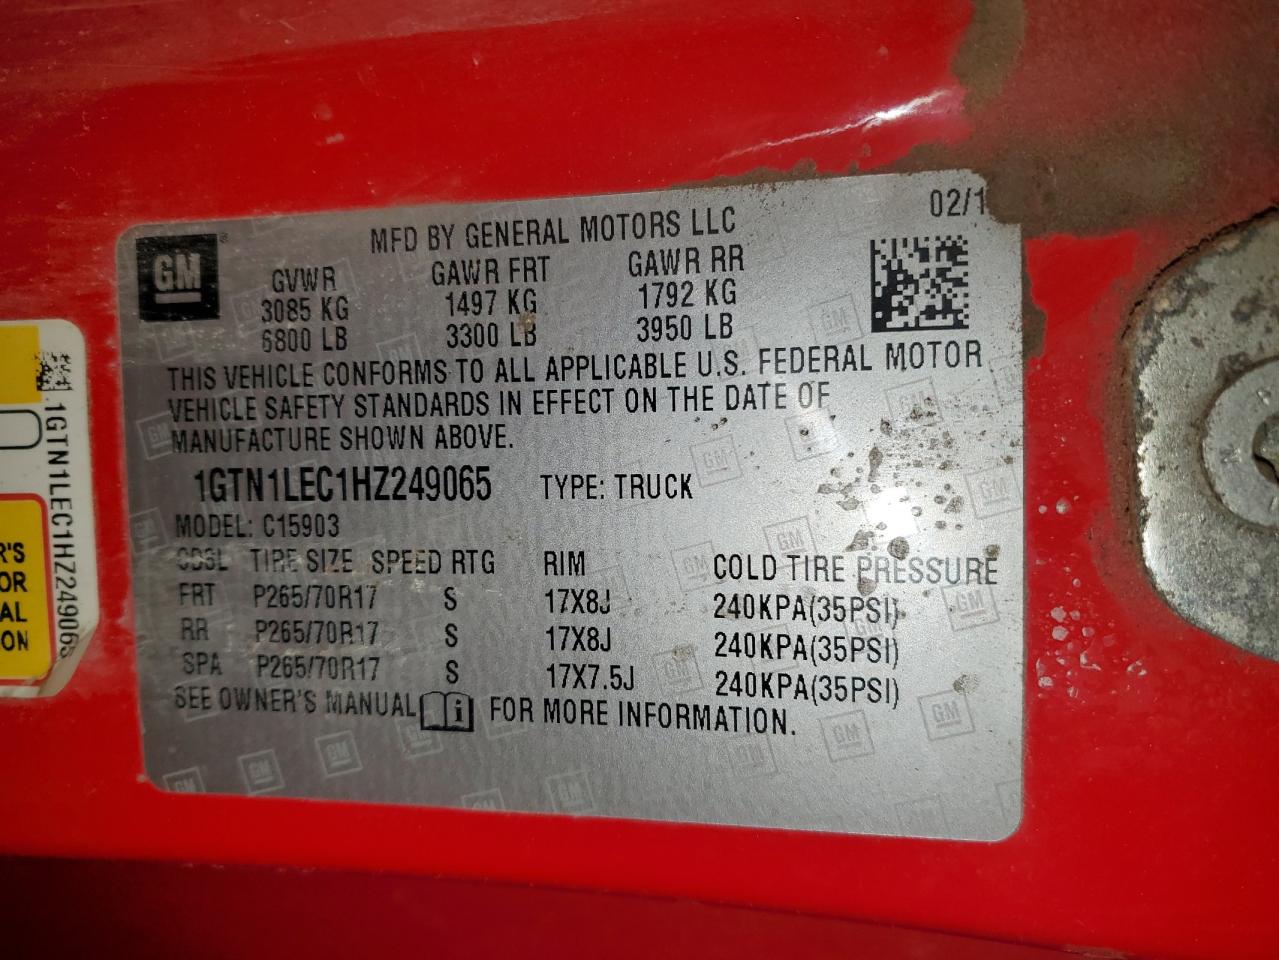 MFD BY GENERAL MOTORS LLC 02/1
GM
GVWR GAWR FRT GAWR RR
3085 KG 1497 KG 1792 KG
6800 LB 3300 LB 3950 LB
THIS VEHICLE CONFORMS TO ALL APPLICABLE U.S. FEDERAL MOTOR
VEHICLE SAFETY STANDARDS IN EFFECT ON THE DATE OF
MANUFACTURE SHOWN ABOVE.
1GTN1LEC1HZ249065 TYPE: TRUCK
MODEL: C15903
TIRE SIZE SPEED RTG RIM COLD TIRE PRESSURE
FRT P265/70R17 S 17X8J 240KPA(35PSI)
RR P265/70R17 S 17X8J 240KPA(35PSI)
SPA P265/70R17 S 17X7.5J 240KPA(35PSI)
SEE OWNER'S MANUAL i FOR MORE INFORMATION.
1GTN1LEC1HZ249065
R'S
OR
AL
ON